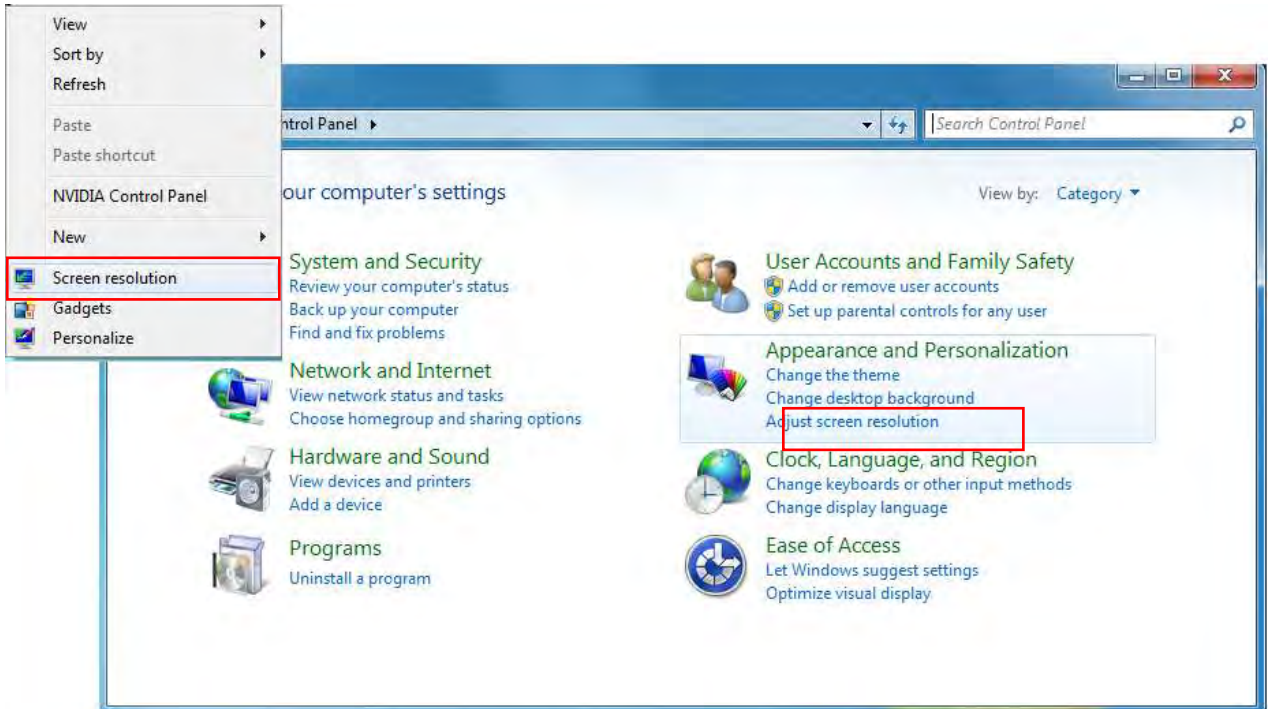 View
Sort by
Refresh
Paste
Paste shortcut
NVIDIA Control Panel
New
Screen resolution
Gadgets
Personalize
ntrol Panel
Search Control Panel
our computer's settings
View by: Category
System and Security
Review your computer's status
Back up your computer
Find and fix problems
Network and Internet
View network status and tasks
Choose homegroup and sharing options
Hardware and Sound
View devices and printers
Add a device
Programs
Uninstall a program
User Accounts and Family Safety
Add or remove user accounts
Set up parental controls for any user
Appearance and Personalization
Change the theme
Change desktop background
Adjust screen resolution
Clock, Language, and Region
Change keyboards or other input methods
Change display language
Ease of Access
Let Windows suggest settings
Optimize visual display